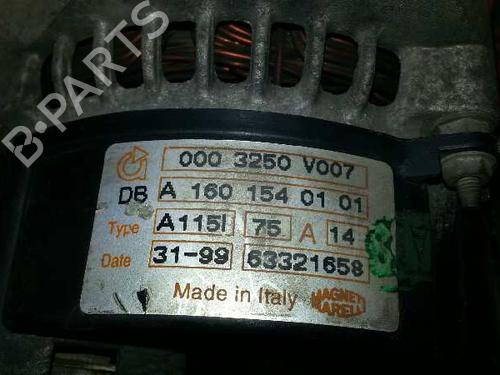 B-PARTS
000 3250 V007
DB A 160 154 01 01
Type A115I 75 A 14
Date 31-99 63321658
Made in Italy MAGNETI MARELLI